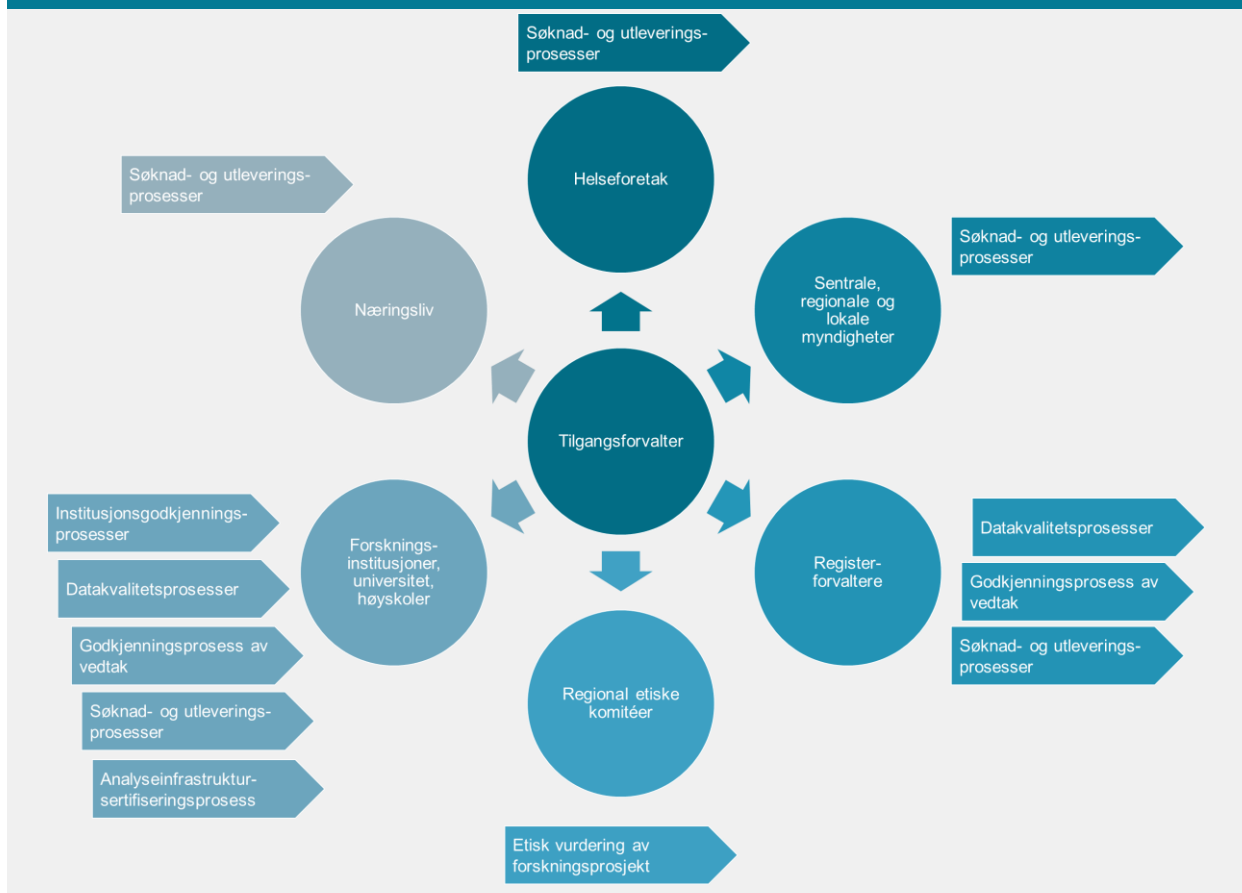 Søknad- og utleverings-
prosesser
Helseforetak
Søknad- og utleverings-
prosesser
Næringsliv
Søknad- og utleverings-
prosesser
Sentrale,
regionale og
lokale
myndigheter
Tilgangsforvalter
Institusjonsgodkjennings-
prosesser
Datakvalitetsprosesser
Godkjenningsprosess av
vedtak
Søknad- og utleverings-
prosesser
Analyseinfrastruktur-
sertifiseringsprosess
Forsknings-
institusjoner,
universitet,
høyskoler
Register-
forvaltere
Datakvalitetsprosesser
Godkjenningsprosess av
vedtak
Søknad- og utleverings-
prosesser
Regional etiske
komitéer
Etisk vurdering av
forskningsprosjekt